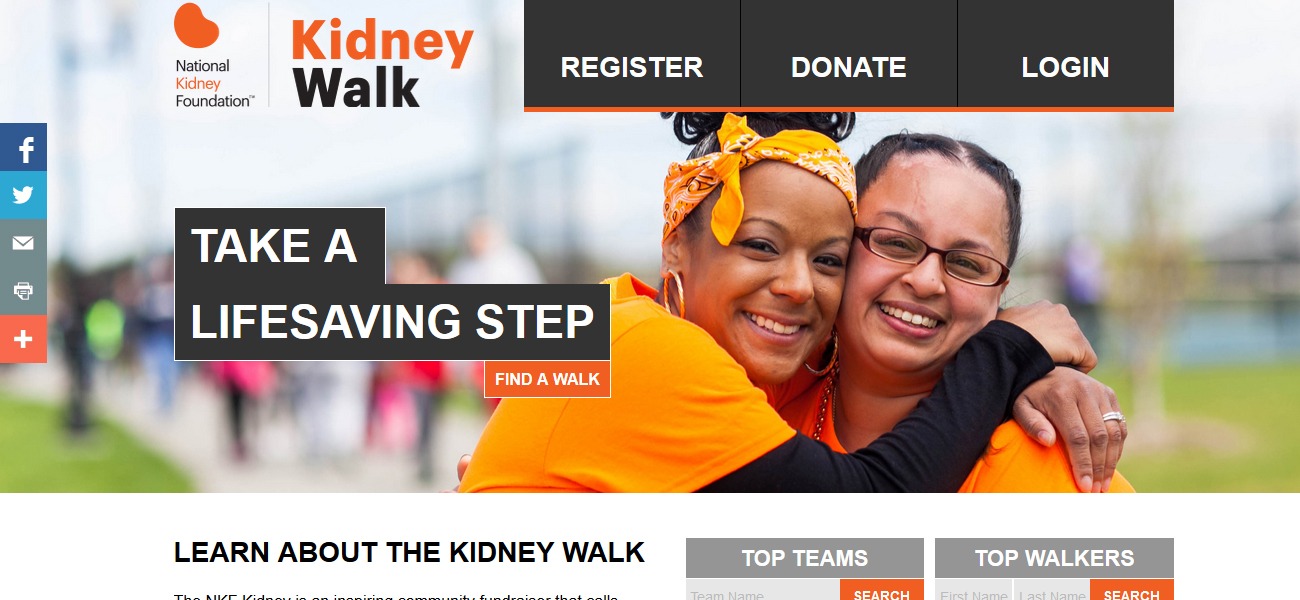 National
Kidney
Foundation™
Kidney
Walk
REGISTER
DONATE
LOGIN
TAKE A
LIFESAVING STEP
FIND A WALK
LEARN ABOUT THE KIDNEY WALK
The NKF Kidney is an inspiring community fundraiser that calls
TOP TEAMS
Team Name
SEARCH
TOP WALKERS
First Name
Last Name
SEARCH